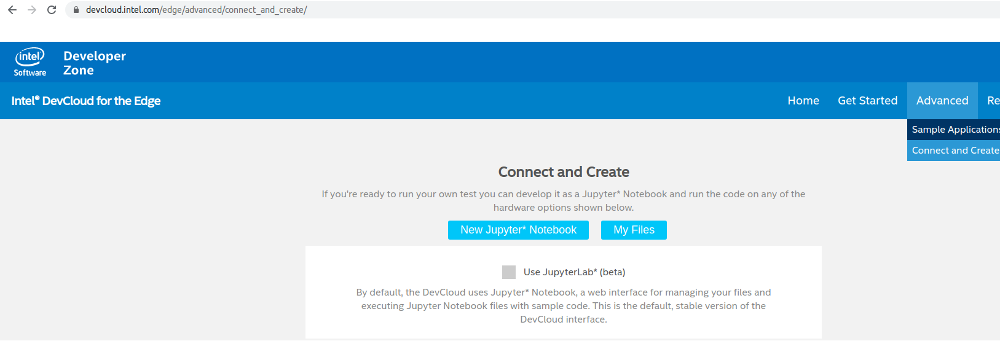 devcloud.intel.com/edge/advanced/connect_and_create/
intel
Software
Developer
Zone
Intel® DevCloud for the Edge
Home Get Started Advanced Re
Sample Applications
Connect and Create
Connect and Create
If you're ready to run your own test you can develop it as a Jupyter* Notebook and run the code on any of the
hardware options shown below.
New Jupyter* Notebook My Files
Use JupyterLab* (beta)
By default, the DevCloud uses Jupyter* Notebook, a web interface for managing your files and
executing Jupyter Notebook files with sample code. This is the default, stable version of the
DevCloud interface.